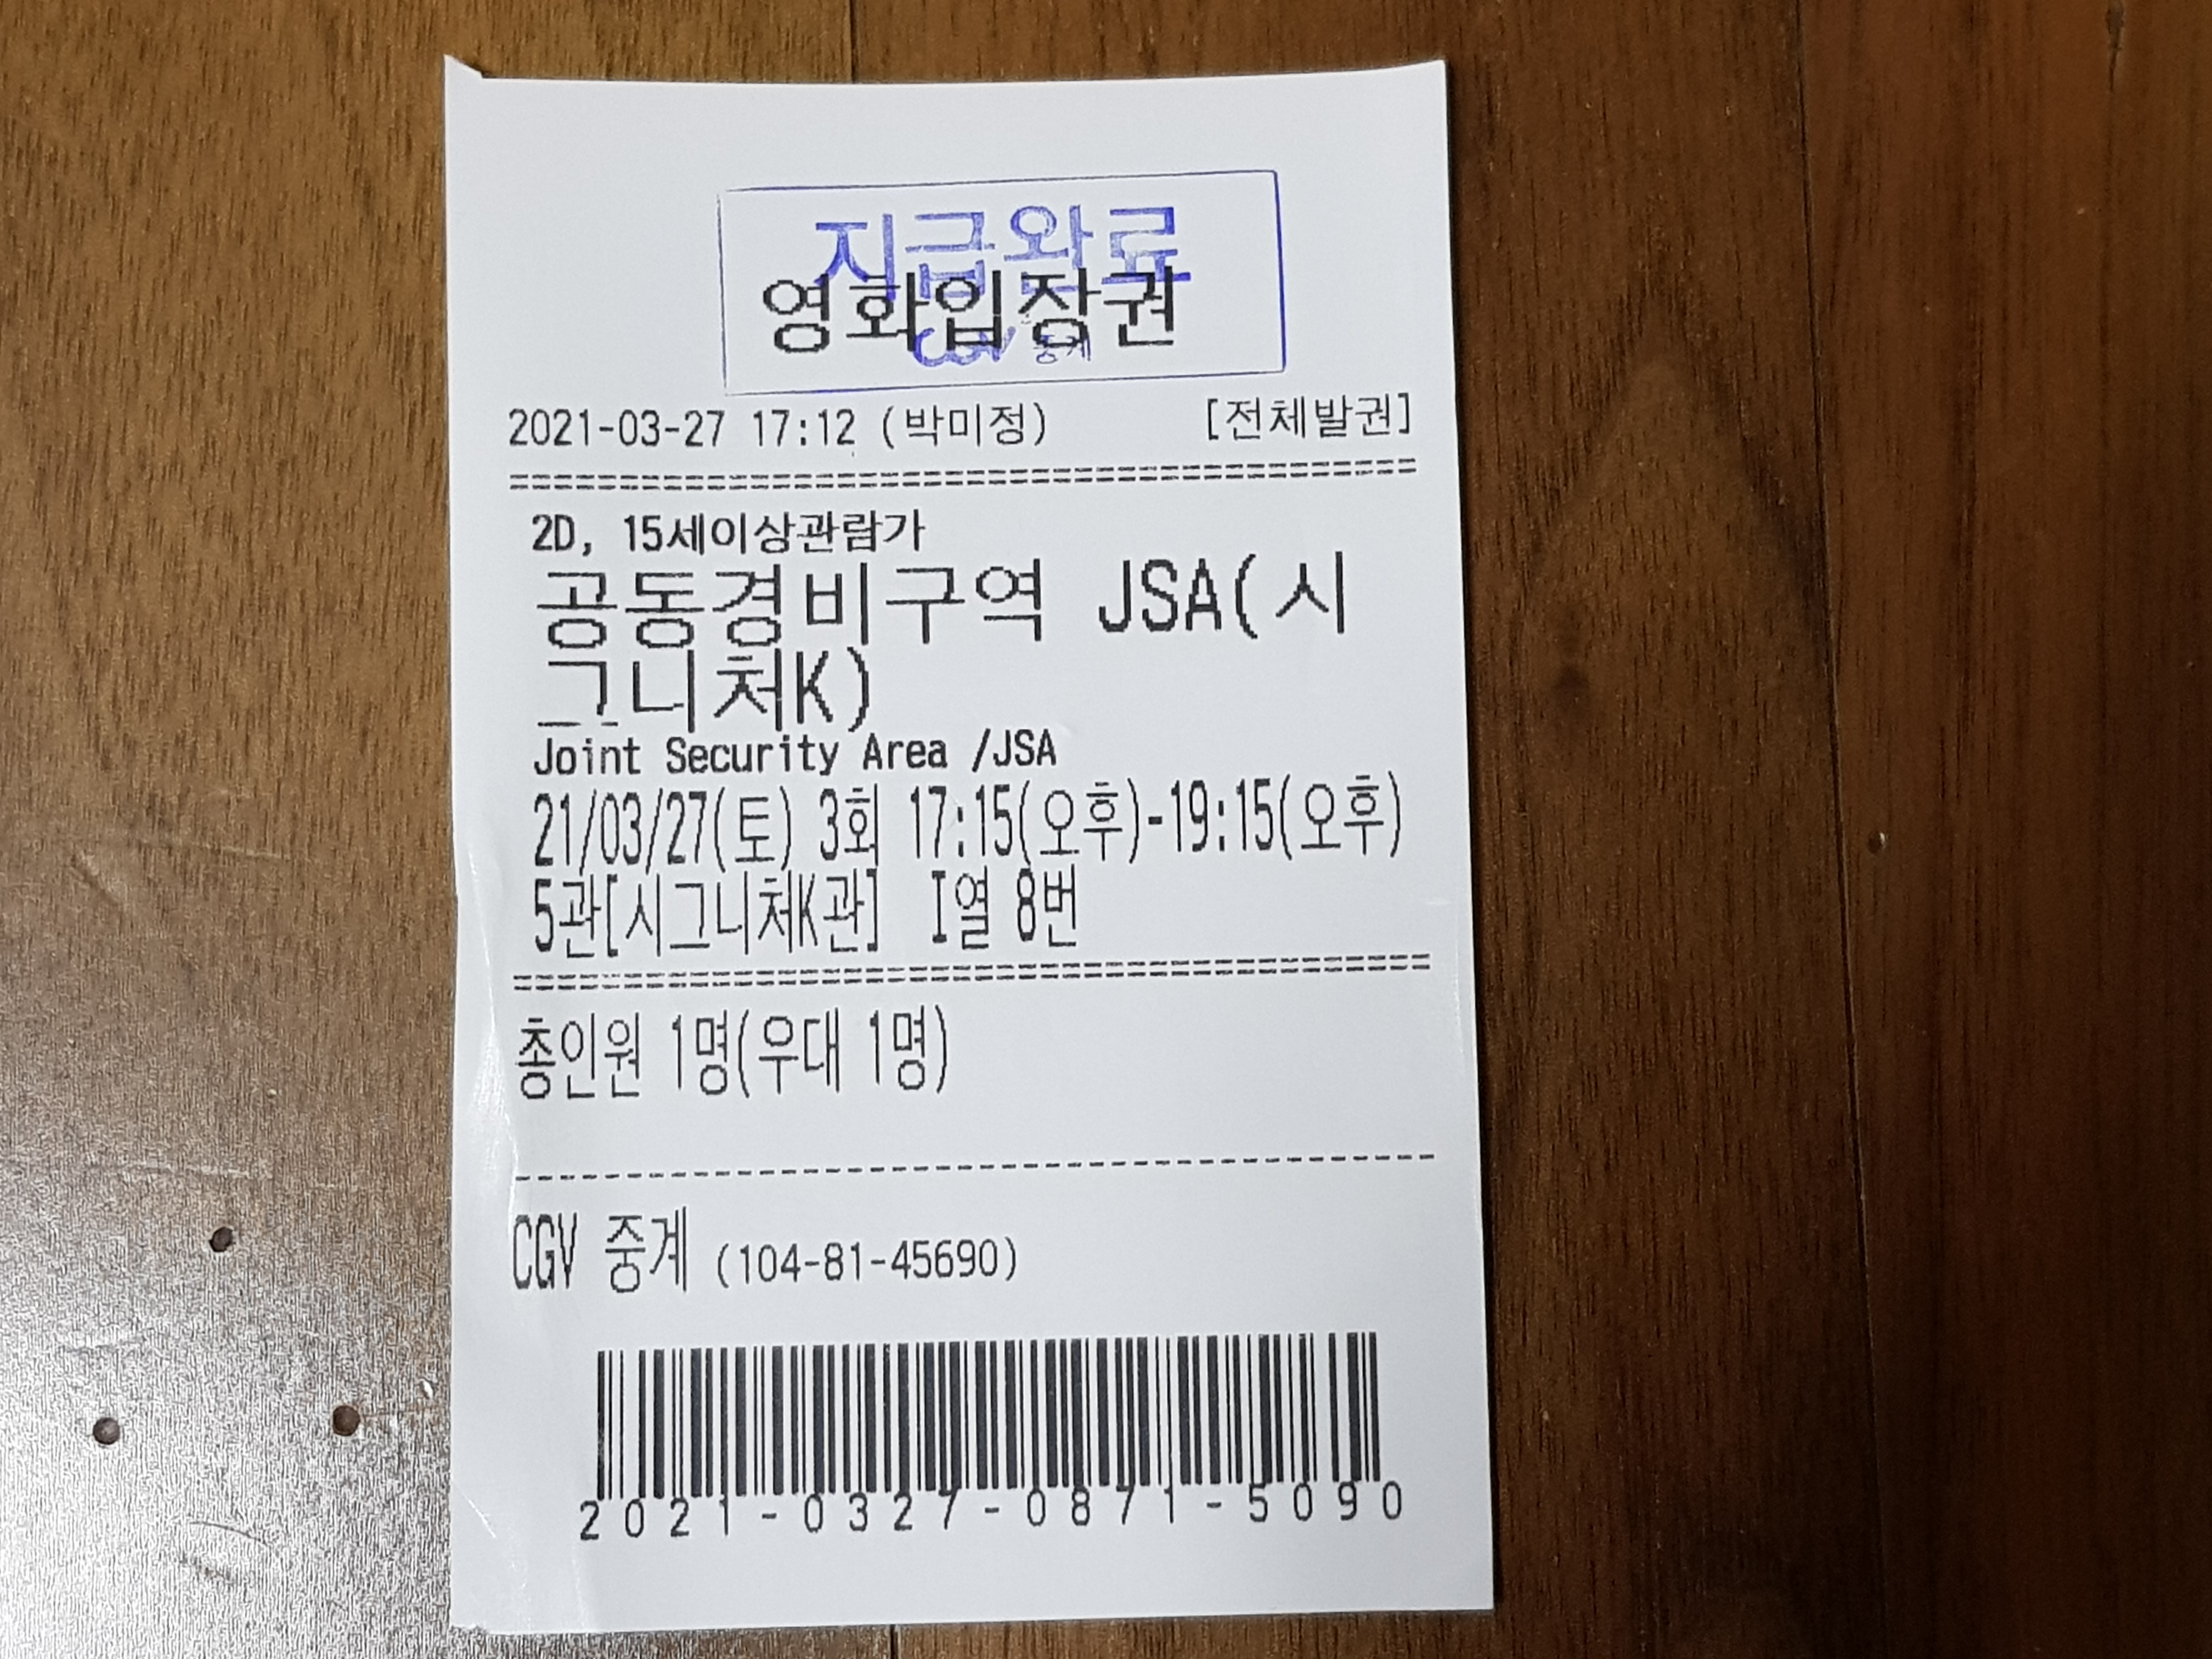 지급완료
영화입장권
CGV 중계
2021-03-27 17:12 (박미정) [전체발권]
2D, 15세이상관람가
공동경비구역 JSA(시
그니처K)
Joint Security Area /JSA
21/03/27(토) 3회 17:15(오후)-19:15(오후)
5관[시그니처K관] I열 8번
총인원 1명(우대 1명)
CGV 중계 (104-81-45690)
2021-0327-0871-5090